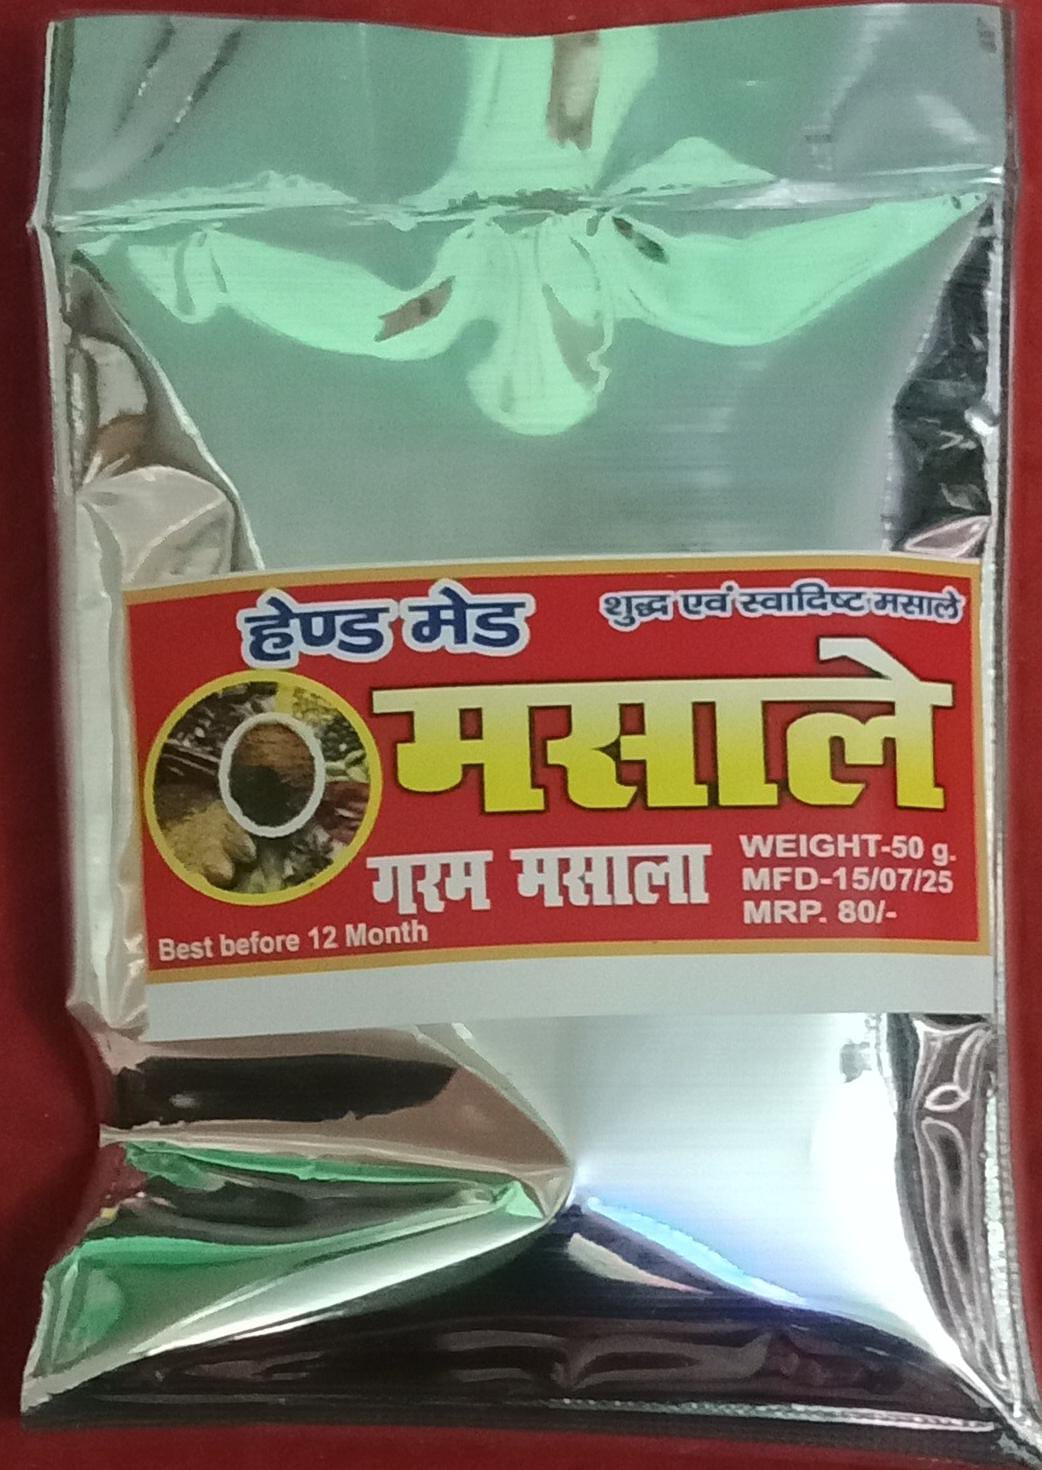 हेण्ड मेड
शुद्ध एवं स्वादिष्ट मसाले
मसाले
गरम मसाला
WEIGHT-50 g.
MFD-15/07/25
MRP. 80/-
Best before 12 Month